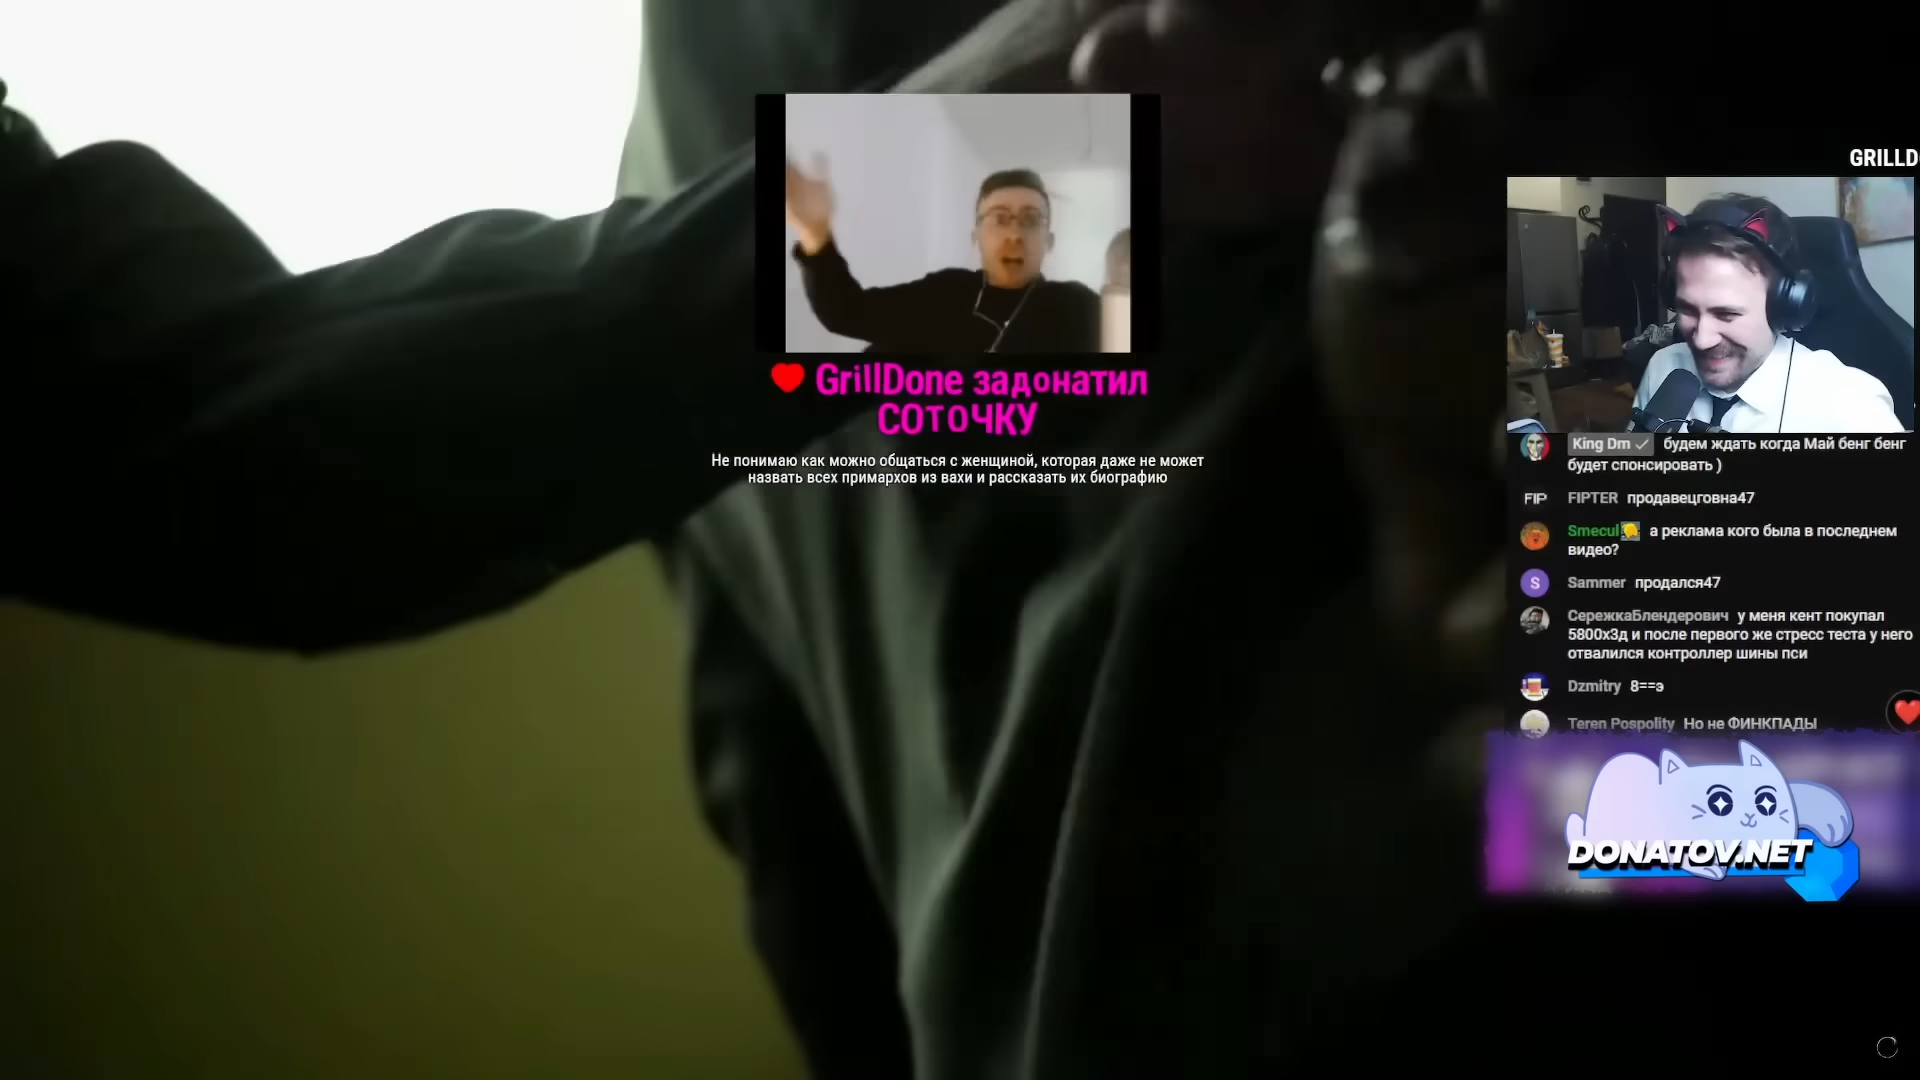 GrillDone задонатил
СОТОЧКУ
Не понимаю как можно общаться с женщиной, которая даже не может
назвать всех примархов из вахи и рассказать их биографию
GRILLD
King Dm будем ждать когда Май бенг бенг
будет спонсировать )
FIP FIPTER продавецговна47
Smecul а реклама кого была в последнем
видео?
S Sammer продался47
СережкаБлендерович у меня кент покупал
5800х3д и после первого же стресс теста у него
отвалился контроллер шины пси
Dzmitry 8==э
Teren Pospolity Но не ФИНКПАДЫ
DONATOV.NET